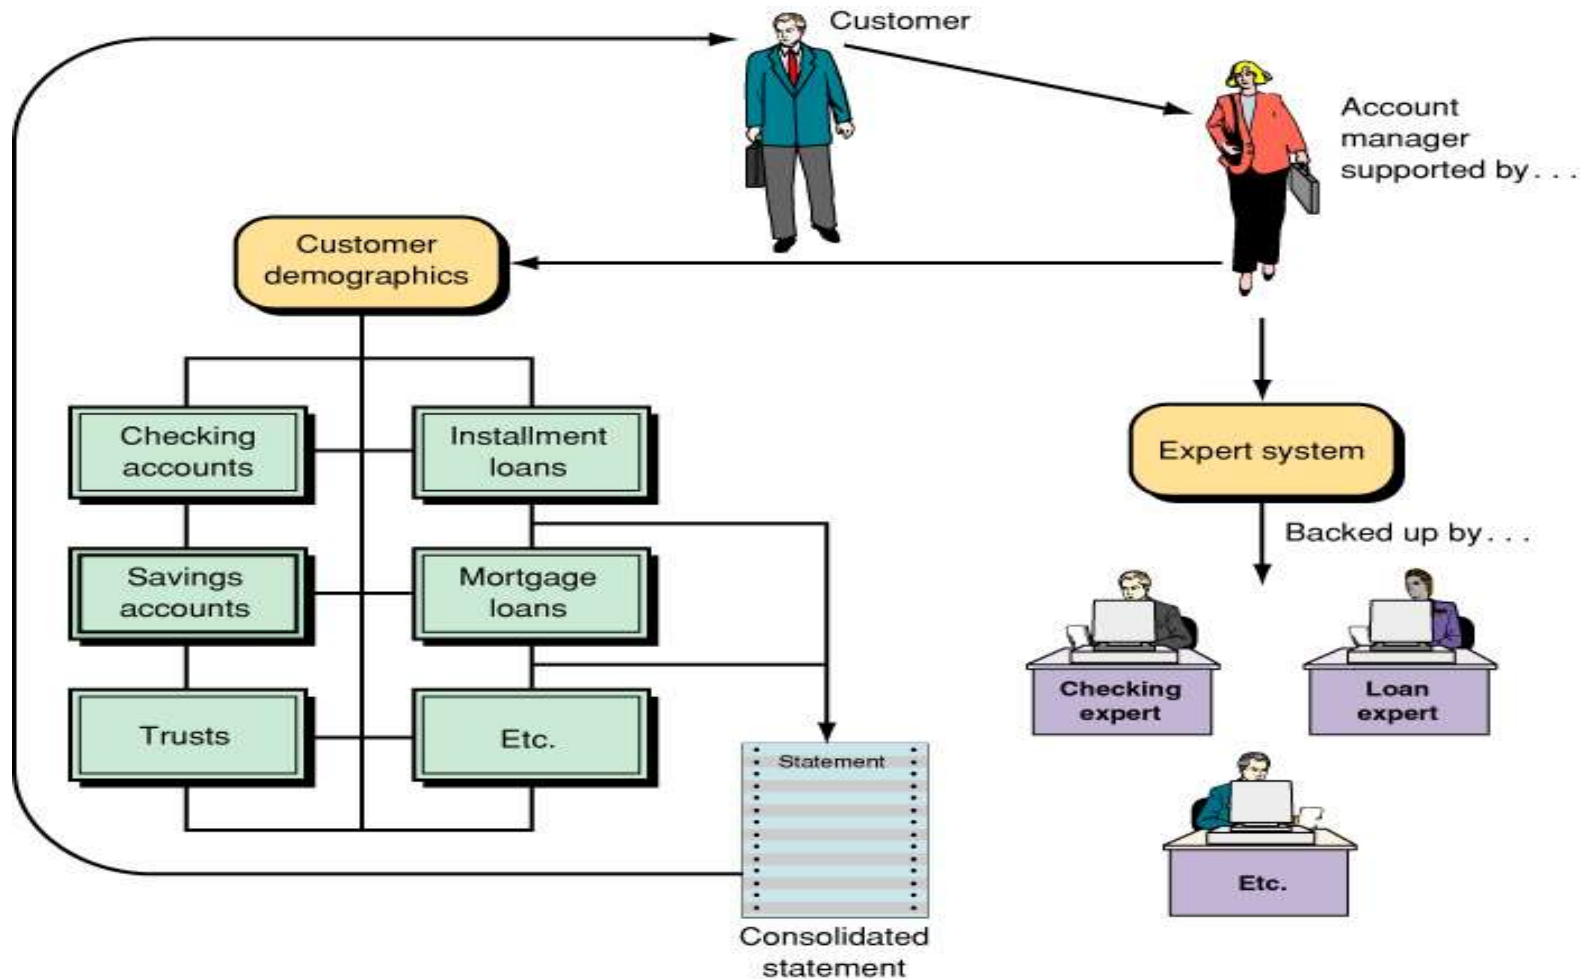 Customer
Account
manager
supported by...
Customer
demographics
Checking
accounts
Installment
loans
Expert system
Backed up by...
Savings
accounts
Mortgage
loans
Checking
expert
Loan
expert
Trusts
Etc.
Statement
Etc.
Consolidated
statement